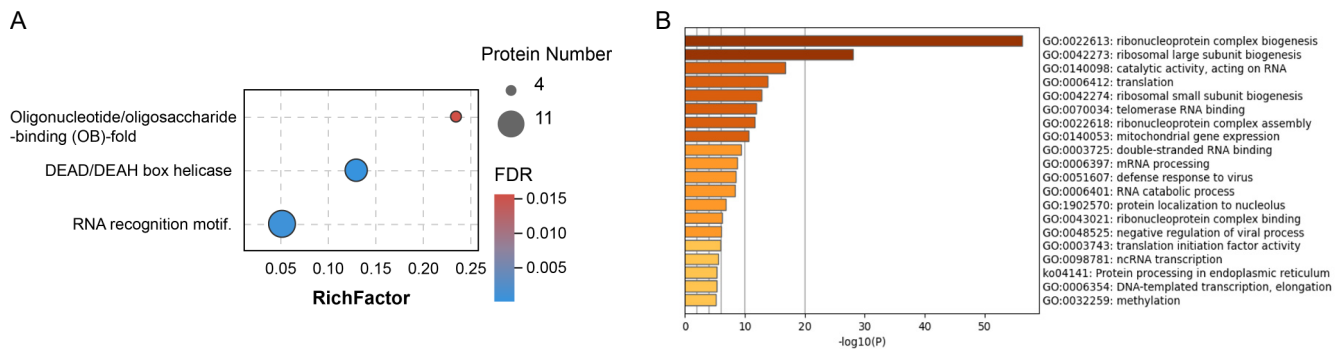 A
Oligonucleotide/oligosaccharide
-binding (OB)-fold
DEAD/DEAH box helicase
RNA recognition motif.
0.05 0.10 0.15 0.20 0.25
RichFactor
Protein Number
4
11
FDR
0.015
0.010
0.005
B
GO:0022613: ribonucleoprotein complex biogenesis
GO:0042273: ribosomal large subunit biogenesis
GO:0140098: catalytic activity, acting on RNA
GO:0006412: translation
GO:0042274: ribosomal small subunit biogenesis
GO:0070034: telomerase RNA binding
GO:0022618: ribonucleoprotein complex assembly
GO:0140053: mitochondrial gene expression
GO:0003725: double-stranded RNA binding
GO:0006397: mRNA processing
GO:0051607: defense response to virus
GO:0006401: RNA catabolic process
GO:1902570: protein localization to nucleolus
GO:0043021: ribonucleoprotein complex binding
GO:0048525: negative regulation of viral process
GO:0003743: translation initiation factor activity
GO:0098781: ncRNA transcription
ko04141: Protein processing in endoplasmic reticulum
GO:0006354: DNA-templated transcription, elongation
GO:0032259: methylation
0 10 20 30 40 50
-log10(P)